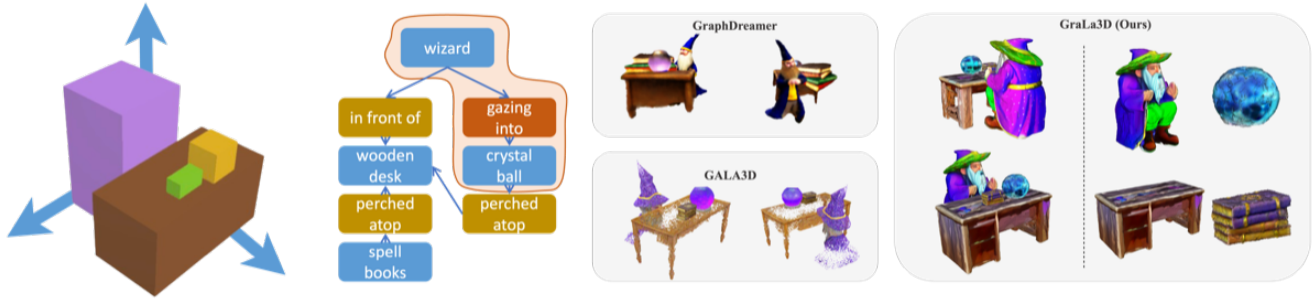 wizard
in front of
gazing
into
wooden
desk
crystal
ball
perched
atop
perched
atop
spell
books
GraphDreamer
GALA3D
GraLa3D (Ours)